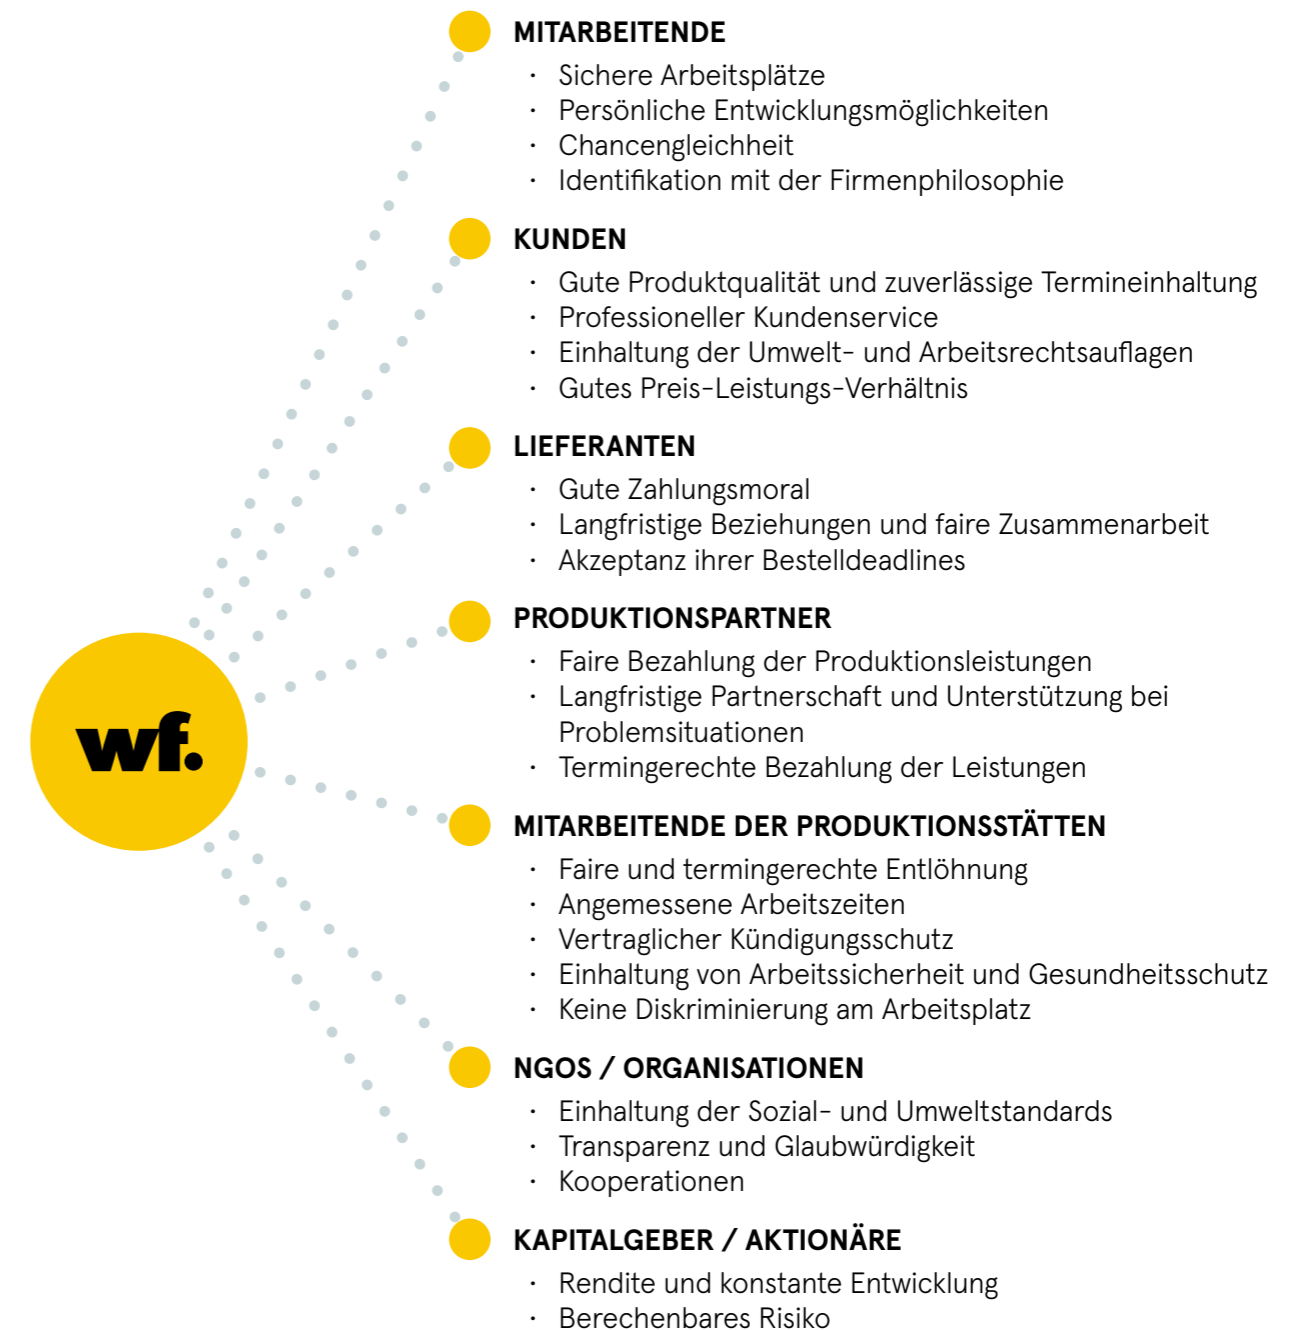 MITARBEITENDE
· Sichere Arbeitsplätze
· Persönliche Entwicklungsmöglichkeiten
· Chancengleichheit
· Identifikation mit der Firmenphilosophie
KUNDEN
· Gute Produktqualität und zuverlässige Termineinhaltung
· Professioneller Kundenservice
· Einhaltung der Umwelt- und Arbeitsrechtsauflagen
· Gutes Preis-Leistungs-Verhältnis
LIEFERANTEN
· Gute Zahlungsmoral
· Langfristige Beziehungen und faire Zusammenarbeit
· Akzeptanz ihrer Bestelldeadlines
PRODUKTIONSPARTNER
· Faire Bezahlung der Produktionsleistungen
· Langfristige Partnerschaft und Unterstützung bei
Problemsituationen
· Termingerechte Bezahlung der Leistungen
wf.
MITARBEITENDE DER PRODUKTIONSSTÄTTEN
· Faire und termingerechte Entlöhnung
· Angemessene Arbeitszeiten
· Vertraglicher Kündigungsschutz
· Einhaltung von Arbeitssicherheit und Gesundheitsschutz
· Keine Diskriminierung am Arbeitsplatz
NGOS / ORGANISATIONEN
· Einhaltung der Sozial- und Umweltstandards
· Transparenz und Glaubwürdigkeit
· Kooperationen
KAPITALGEBER / AKTIONÄRE
· Rendite und konstante Entwicklung
· Berechenbares Risiko